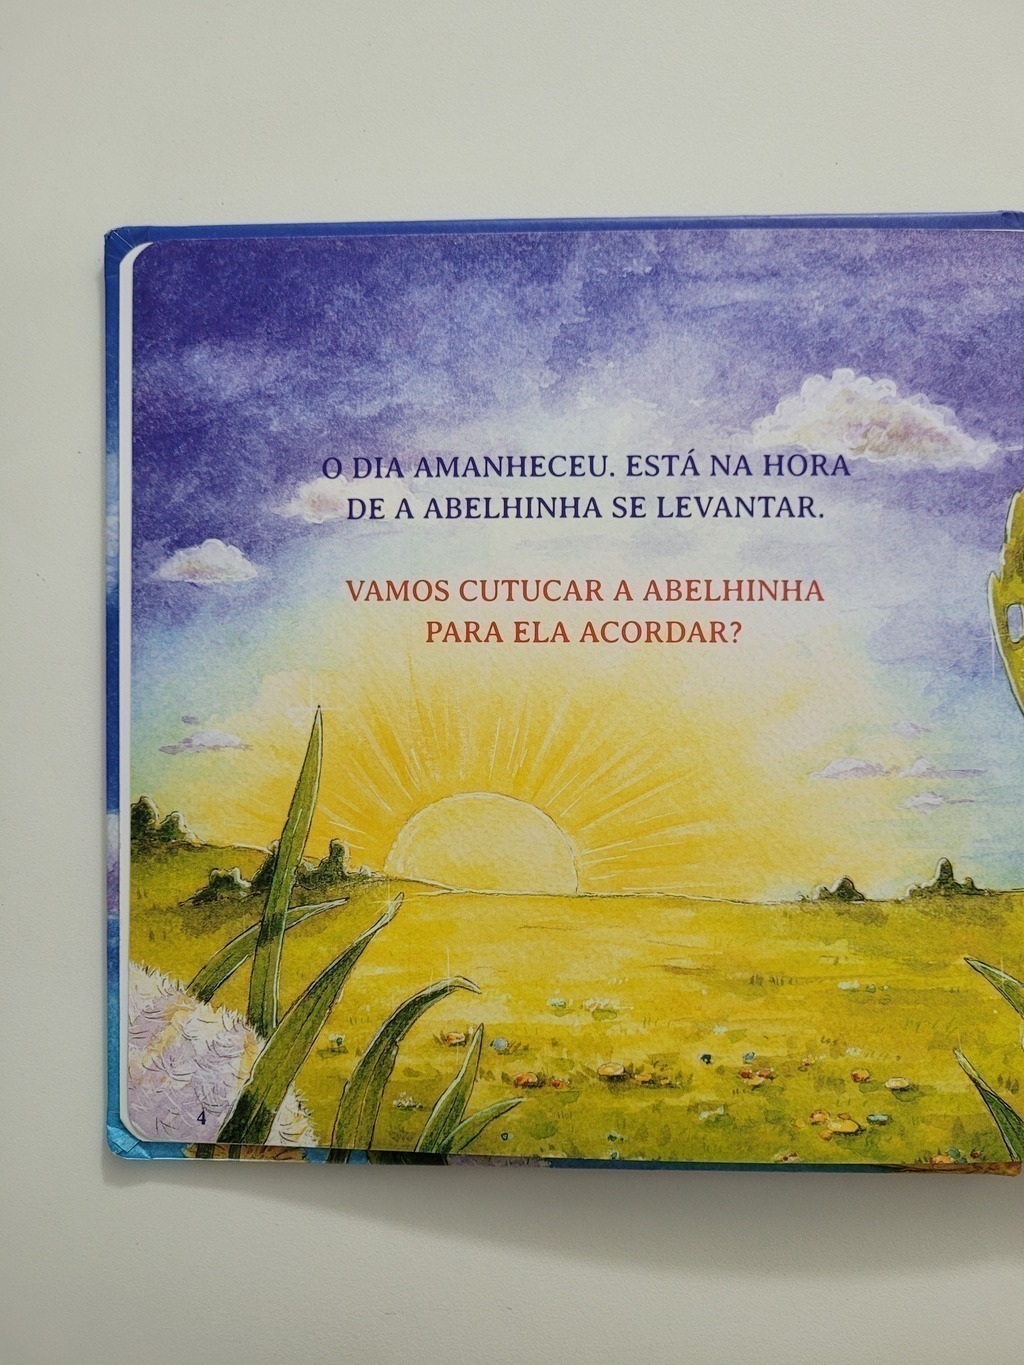 O DIA AMANHECEU. ESTÁ NA HORA
DE A ABELHINHA SE LEVANTAR.
VAMOS CUTUCAR A ABELHINHA
PARA ELA ACORDAR?
4